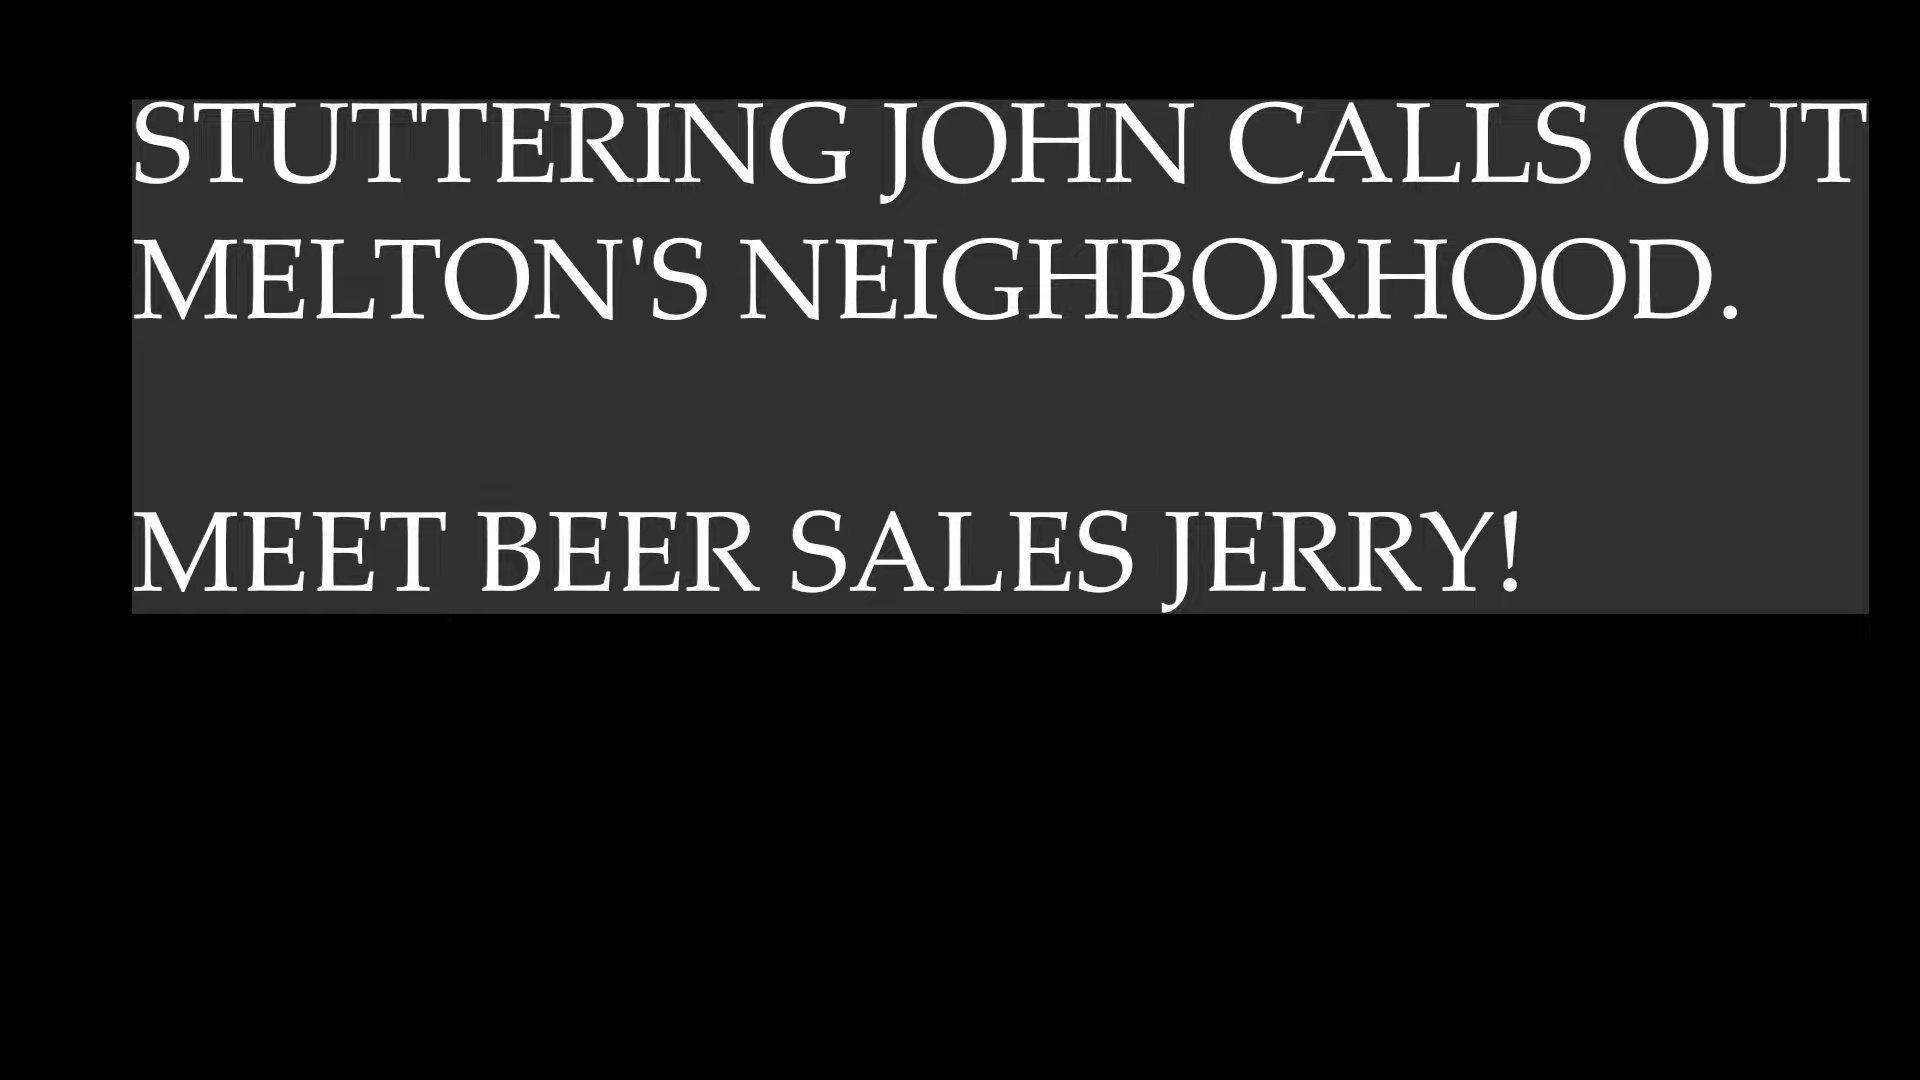 STUTTERING JOHN CALLS OUT
MELTON'S NEIGHBORHOOD.
MEET BEER SALES JERRY!